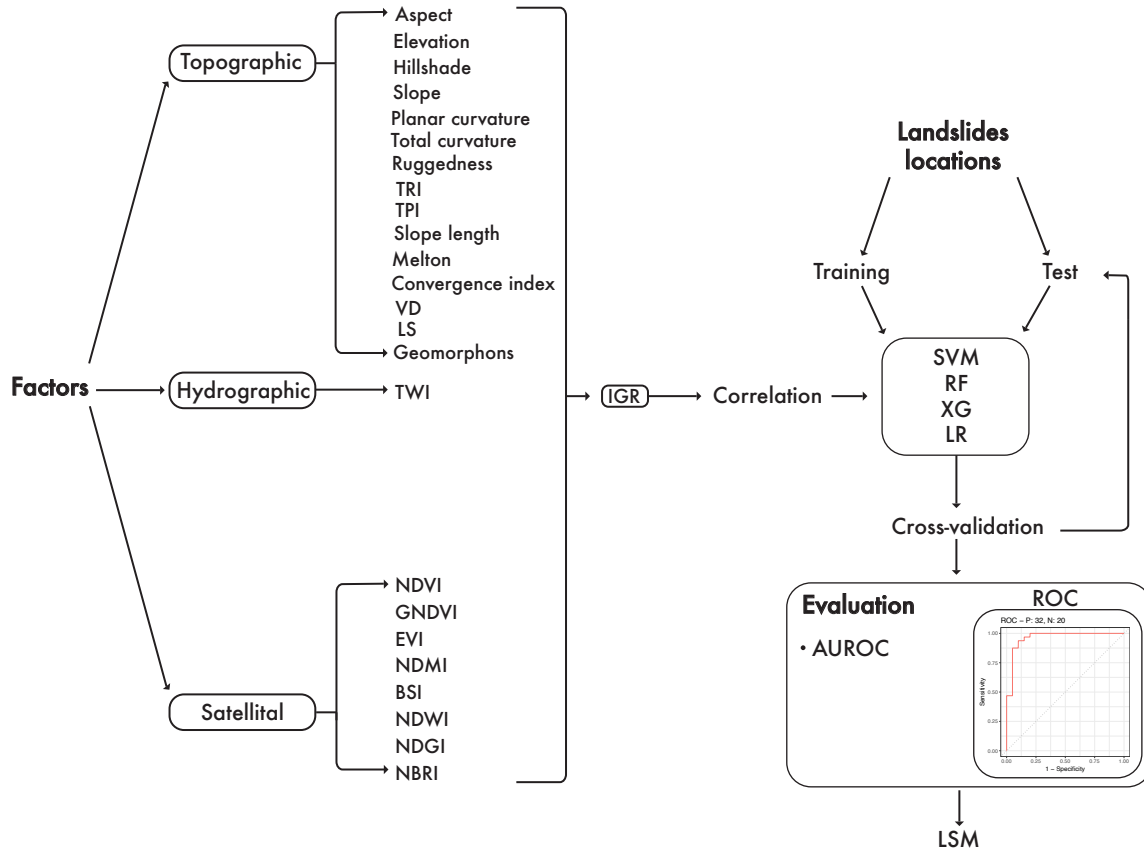 Factors
Topographic
Aspect
Elevation
Hillshade
Slope
Planar curvature
Total curvature
Ruggedness
TRI
TPI
Slope length
Melton
Convergence index
VD
LS
Geomorphons
Hydrographic
TWI
Satellital
NDVI
GNDVI
EVI
NDMI
BSI
NDWI
NDGI
NBRI
IGR
Correlation
Landslides
locations
Training
Test
SVM
RF
XG
LR
Cross-validation
Evaluation
• AUROC
ROC
ROC – P: 32, N: 20
Sensitivity
1.00
0.75
0.50
0.25
0.00
0.00 0.25 0.50 0.75 1.00
1 – Specificity
LSM